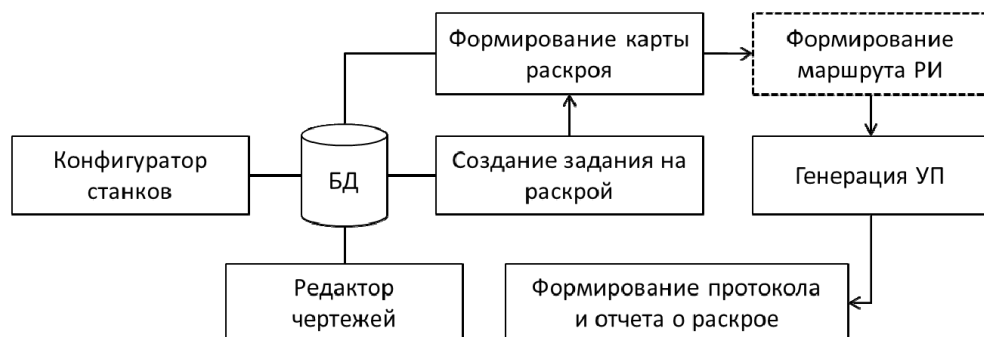 Формирование карты
раскроя
Формирование
маршрута РИ
Конфигуратор
станков
БД
Создание задания на
раскрой
Генерация УП
Редактор
чертежей
Формирование протокола
и отчета о раскрое